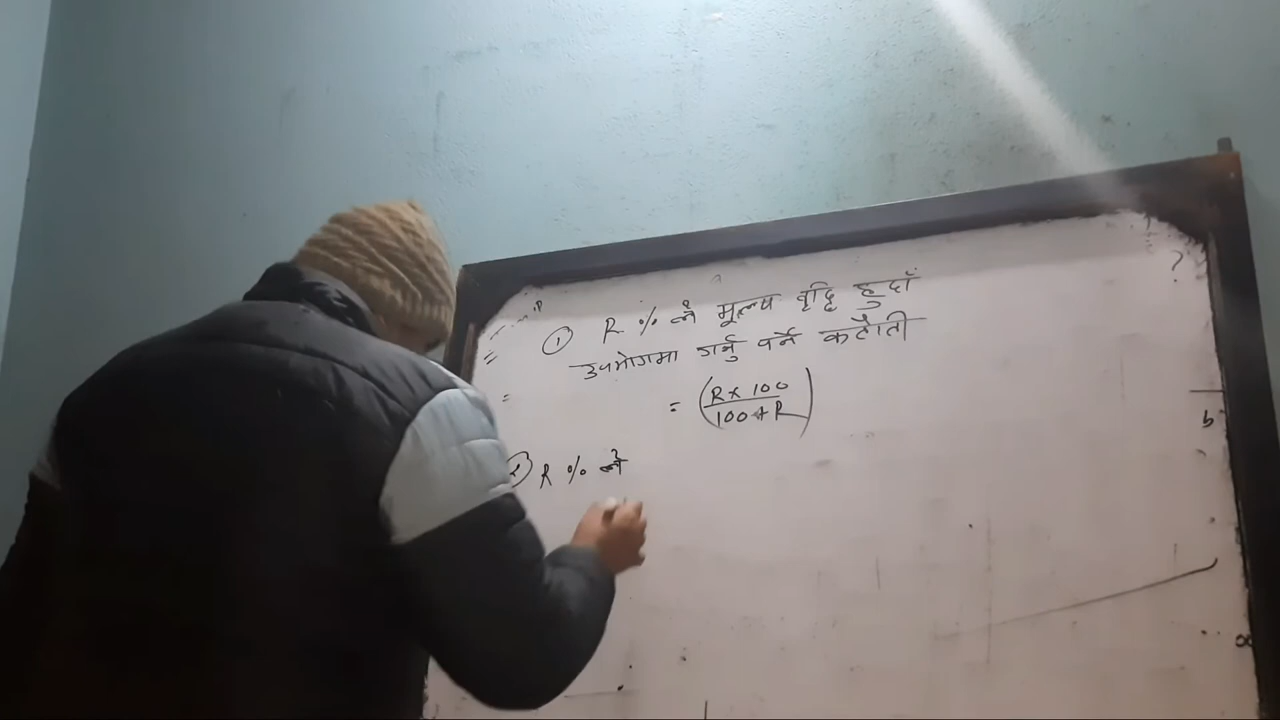 ① R % ले मूल्य वृद्धि हुदाँ
उपभोगमा गर्नु पर्ने कटौती
= (R x 100 / 100 + R)
② R % ले